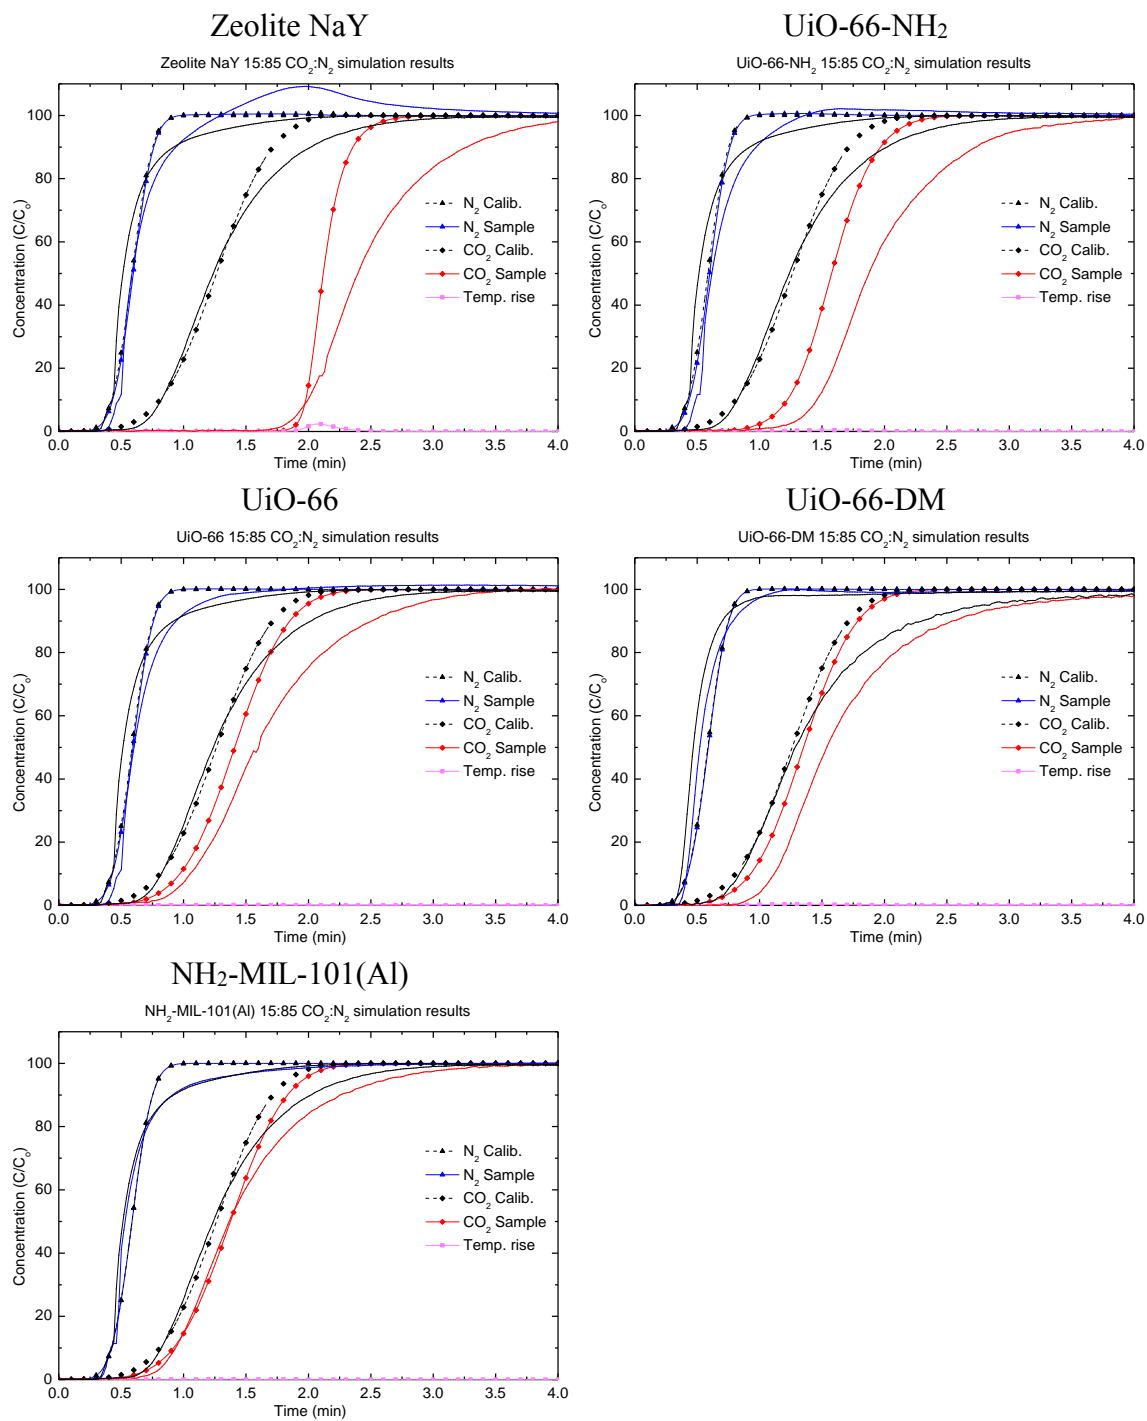 Zeolite NaY
Zeolite NaY 15:85 CO₂:N₂ simulation results
Concentration (C/C₀)
100
80
60
40
20
0
0.0 0.5 1.0 1.5 2.0 2.5 3.0 3.5 4.0
Time (min)
N₂ Calib.
N₂ Sample
CO₂ Calib.
CO₂ Sample
Temp. rise
UiO-66-NH₂
UiO-66-NH₂ 15:85 CO₂:N₂ simulation results
Concentration (C/C₀)
100
80
60
40
20
0
0.0 0.5 1.0 1.5 2.0 2.5 3.0 3.5 4.0
Time (min)
N₂ Calib.
N₂ Sample
CO₂ Calib.
CO₂ Sample
Temp. rise
UiO-66
UiO-66 15:85 CO₂:N₂ simulation results
Concentration (C/C₀)
100
80
60
40
20
0
0.0 0.5 1.0 1.5 2.0 2.5 3.0 3.5 4.0
Time (min)
N₂ Calib.
N₂ Sample
CO₂ Calib.
CO₂ Sample
Temp. rise
UiO-66-DM
UiO-66-DM 15:85 CO₂:N₂ simulation results
Concentration (C/C₀)
100
80
60
40
20
0
0.0 0.5 1.0 1.5 2.0 2.5 3.0 3.5 4.0
Time (min)
N₂ Calib.
N₂ Sample
CO₂ Calib.
CO₂ Sample
Temp. rise
NH₂-MIL-101(Al)
NH₂-MIL-101(Al) 15:85 CO₂:N₂ simulation results
Concentration (C/C₀)
100
80
60
40
20
0
0.0 0.5 1.0 1.5 2.0 2.5 3.0 3.5 4.0
Time (min)
N₂ Calib.
N₂ Sample
CO₂ Calib.
CO₂ Sample
Temp. rise